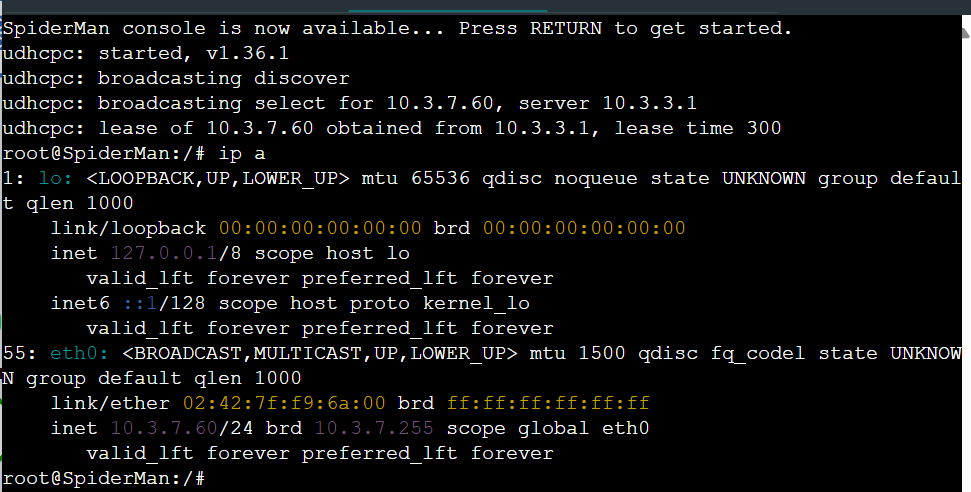 SpiderMan console is now available... Press RETURN to get started.
udhcpc: started, v1.36.1
udhcpc: broadcasting discover
udhcpc: broadcasting select for 10.3.7.60, server 10.3.3.1
udhcpc: lease of 10.3.7.60 obtained from 10.3.3.1, lease time 300
root@SpiderMan:/# ip a
1: lo: <LOOPBACK,UP,LOWER_UP> mtu 65536 qdisc noqueue state UNKNOWN group defaul
t qlen 1000
    link/loopback 00:00:00:00:00:00 brd 00:00:00:00:00:00
    inet 127.0.0.1/8 scope host lo
       valid_lft forever preferred_lft forever
    inet6 ::1/128 scope host proto kernel_lo
       valid_lft forever preferred_lft forever
55: eth0: <BROADCAST,MULTICAST,UP,LOWER_UP> mtu 1500 qdisc fq_codel state UNKNOW
N group default qlen 1000
    link/ether 02:42:7f:f9:6a:00 brd ff:ff:ff:ff:ff:ff
    inet 10.3.7.60/24 brd 10.3.7.255 scope global eth0
       valid_lft forever preferred_lft forever
root@SpiderMan:/#